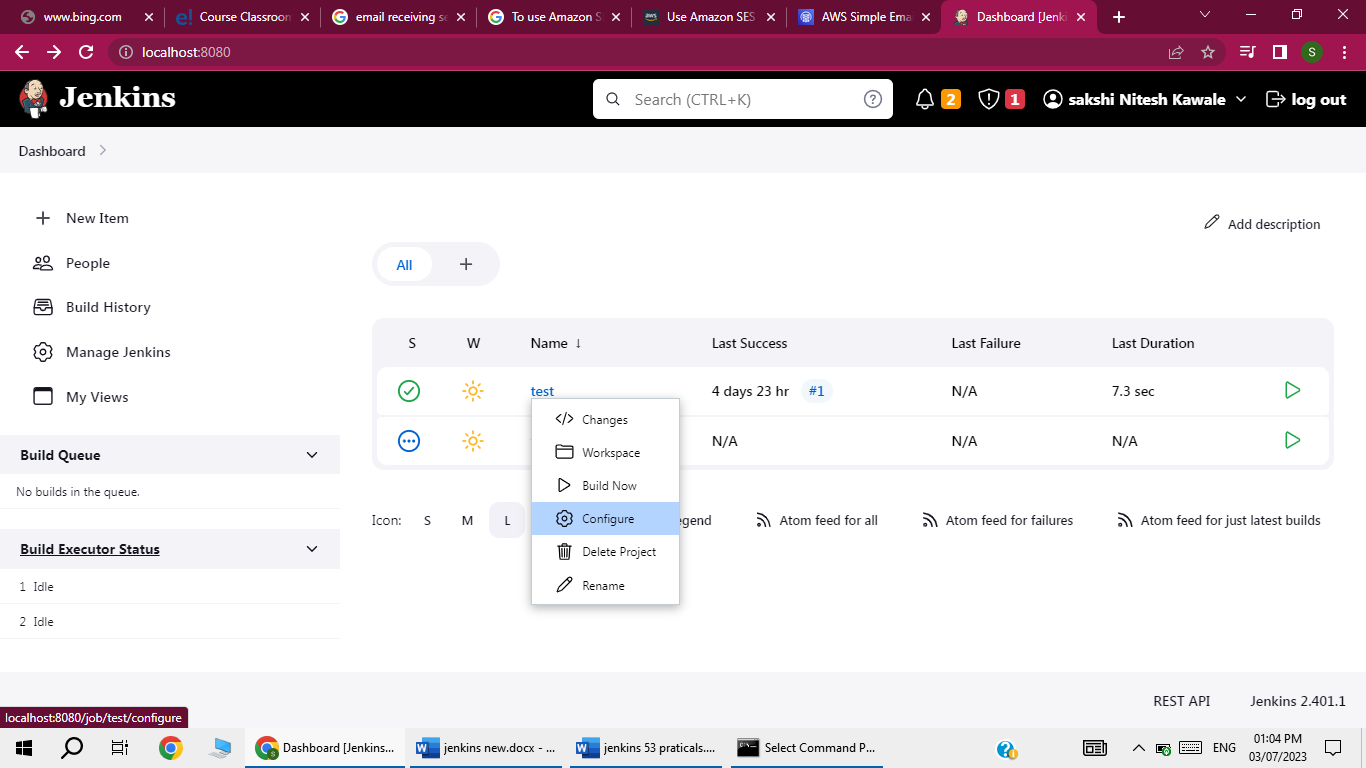 www.bing.com
Course Classroom
email receiving se
To use Amazon S
Use Amazon SES
AWS Simple Emai
Dashboard [Jenki
localhost:8080
S
Jenkins
Search (CTRL+K)
2
1
sakshi Nitesh Kawale
log out
Dashboard
New Item
People
Build History
Manage Jenkins
My Views
Build Queue
No builds in the queue.
Build Executor Status
1 Idle
2 Idle
Add description
All
S W Name ↓ Last Success Last Failure Last Duration
test 4 days 23 hr #1 N/A 7.3 sec
N/A N/A N/A
Changes
Workspace
Build Now
Configure
Delete Project
Rename
Icon: S M L egend Atom feed for all Atom feed for failures Atom feed for just latest builds
REST API Jenkins 2.401.1
localhost:8080/job/test/configure
Dashboard [Jenkins...
jenkins new.docx - ...
jenkins 53 praticals....
Select Command P...
ENG
01:04 PM
03/07/2023